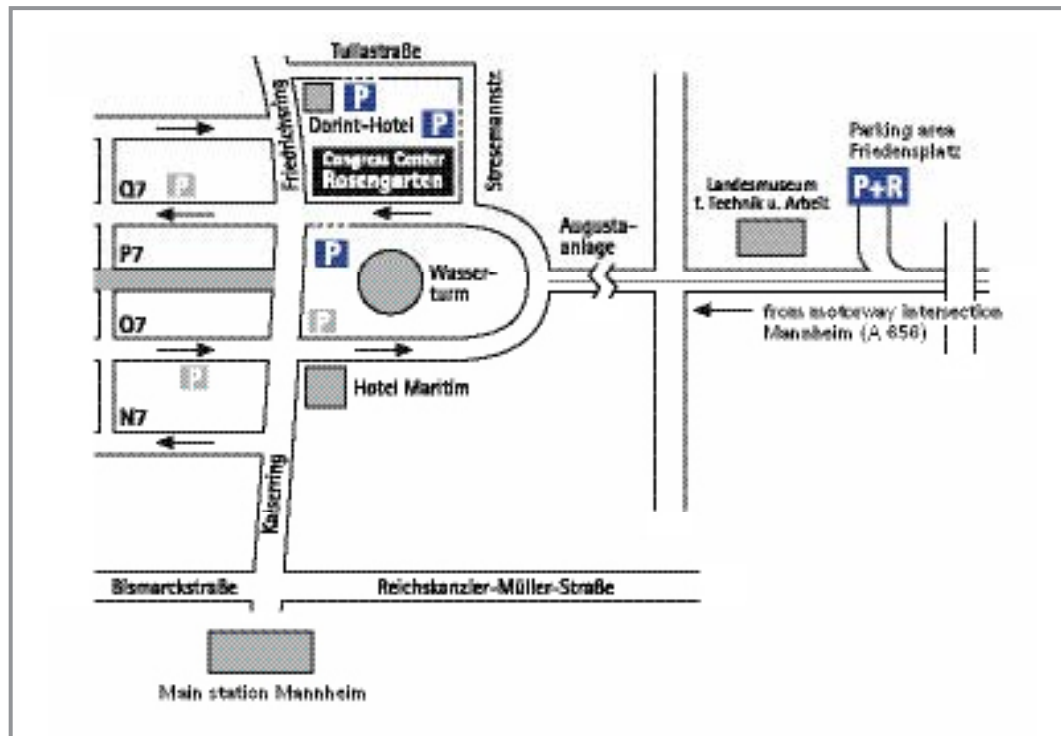 Tullastraße
Friedrichsring
P
Dorint-Hotel
P
Stresemannstr.
Congress Center
Rosengarten
Parking area
Friedensplatz
P+R
Landesmuseum
f. Technik u. Arbeit
Q7
P
P7
P
Wasser-
turm
Augusta-
anlage
O7
P
from motorway intersection
Mannheim (A 656)
P
Hotel Maritim
N7
Kaiserring
Bismarckstraße
Reichskanzler-Müller-Straße
Main station Mannheim